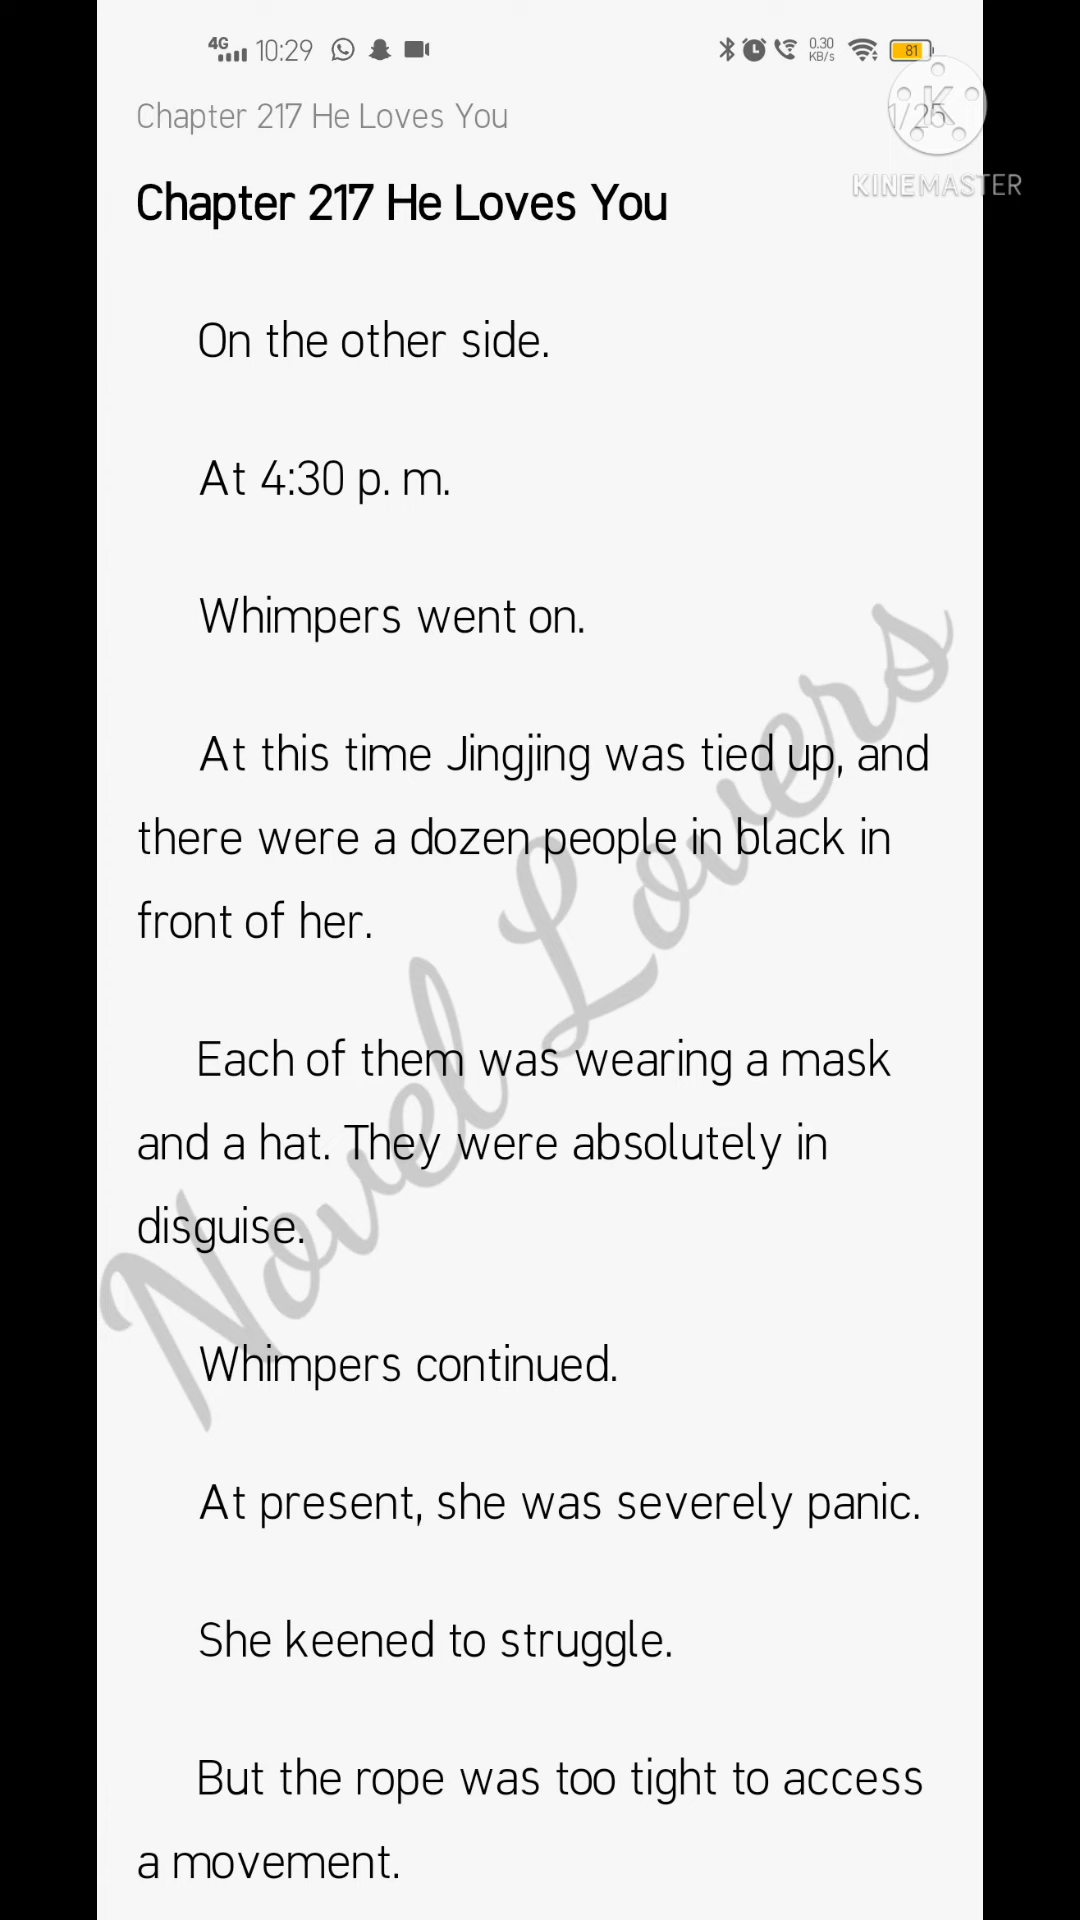 4G 10:29 0.30 KB/s 81
Chapter 217 He Loves You 1/25
KINEMASTER
Chapter 217 He Loves You
On the other side.
At 4:30 p. m.
Whimpers went on.
At this time Jingjing was tied up, and
there were a dozen people in black in
front of her.
Each of them was wearing a mask
and a hat. They were absolutely in
disguise.
Whimpers continued.
At present, she was severely panic.
She keened to struggle.
But the rope was too tight to access
a movement.
Novel Lovers